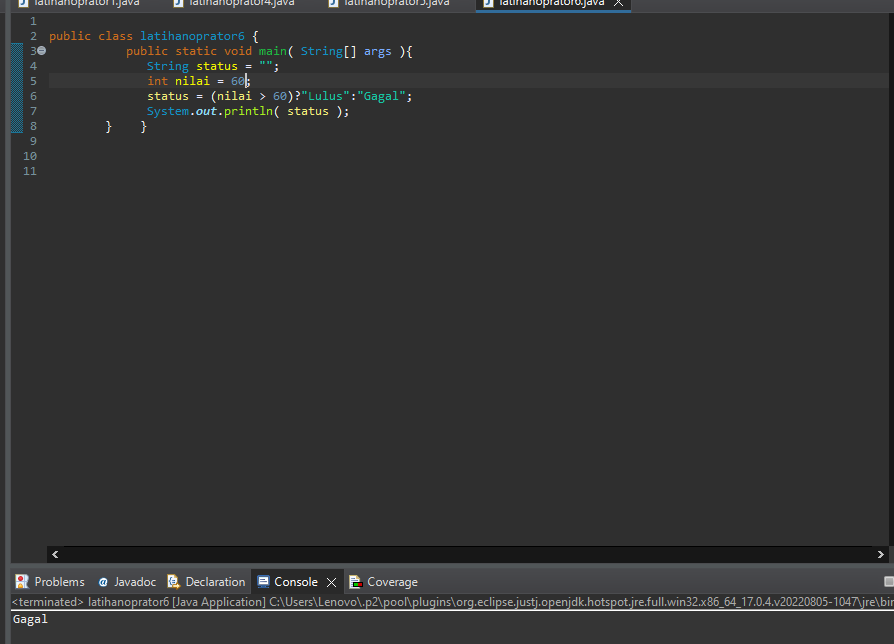 latihanoprator1.java latihanoprator4.java latihanoprator5.java latihanoprator6.java
1
2 public class latihanoprator6 {
3 public static void main( String[] args ){
4 String status = "";
5 int nilai = 60;
6 status = (nilai > 60)?"Lulus":"Gagal";
7 System.out.println( status );
8 } }
9
10
11
Problems @ Javadoc Declaration Console Coverage
<terminated> latihanoprator6 [Java Application] C:\Users\Lenovo\.p2\pool\plugins\org.eclipse.justj.openjdk.hotspot.jre.full.win32.x86_64_17.0.4.v20220805-1047\jre\bin
Gagal